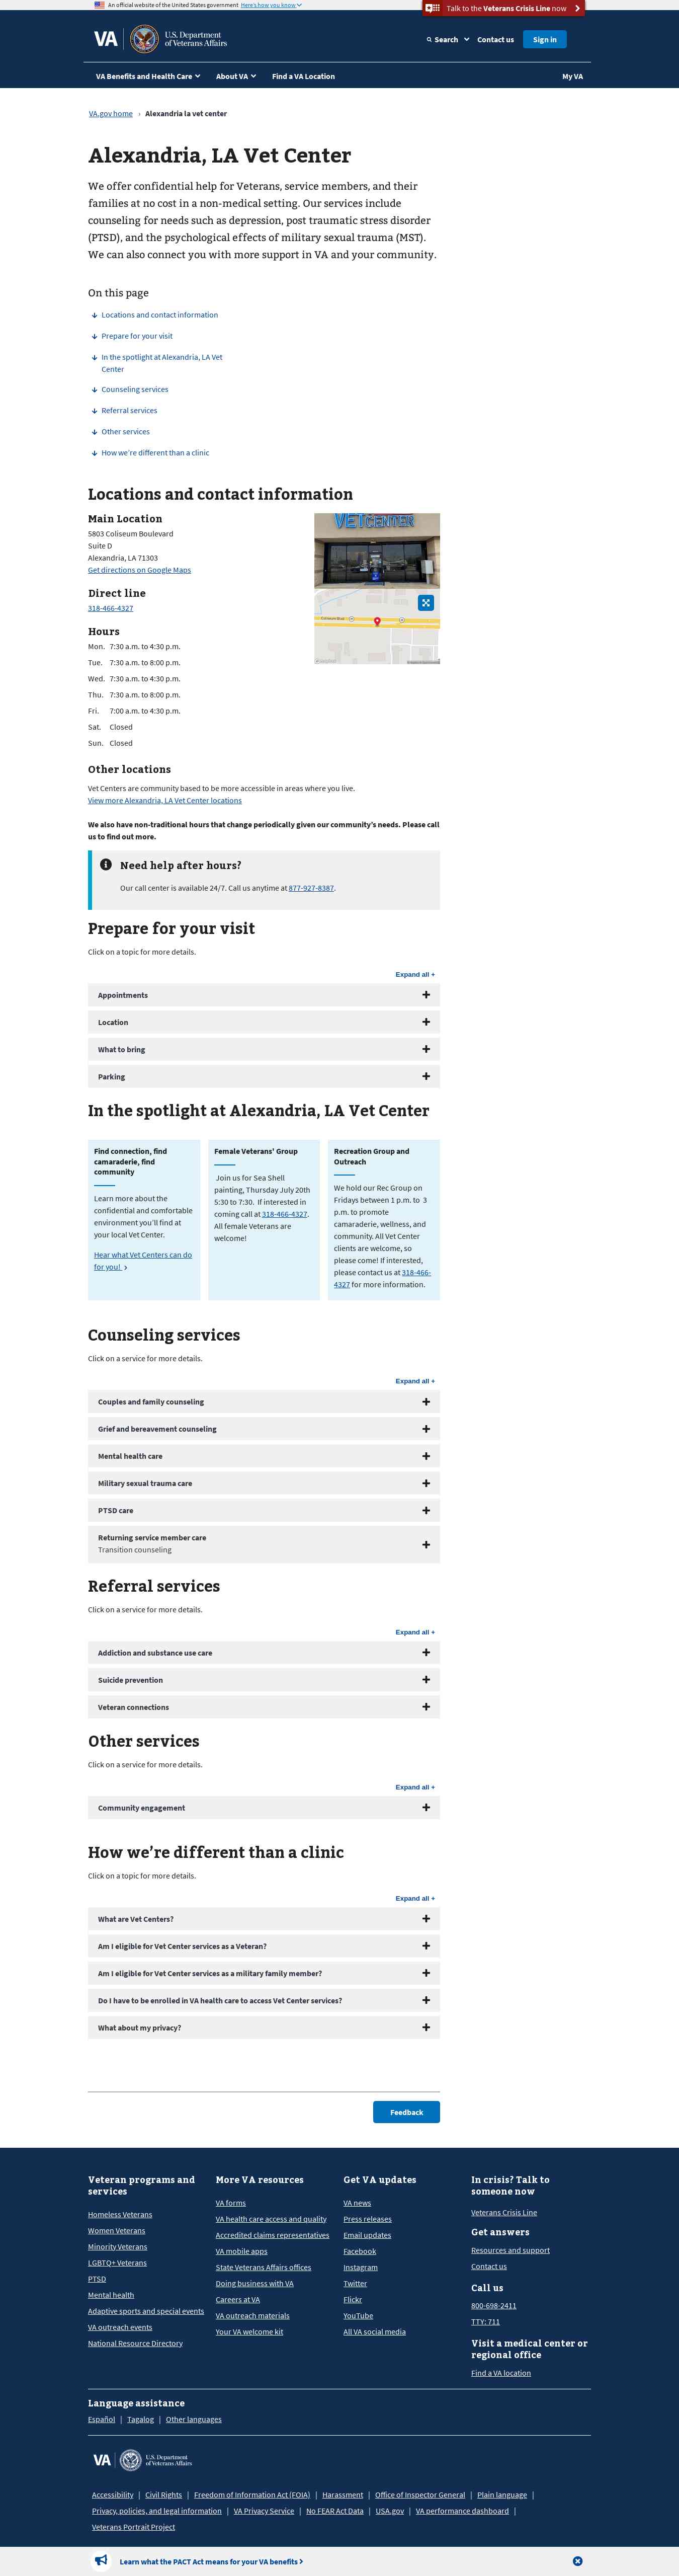 An official website of the United States government Here's how you know
Talk to the Veterans Crisis Line now
VA
U.S. Department
of Veterans Affairs
Search
Contact us
Sign in
VA Benefits and Health Care
About VA
Find a VA Location
My VA
VA.gov home › Alexandria la vet center
Alexandria, LA Vet Center
We offer confidential help for Veterans, service members, and their
families at no cost in a non-medical setting. Our services include
counseling for needs such as depression, post traumatic stress disorder
(PTSD), and the psychological effects of military sexual trauma (MST).
We can also connect you with more support in VA and your community.
On this page
Locations and contact information
Prepare for your visit
In the spotlight at Alexandria, LA Vet
Center
Counseling services
Referral services
Other services
How we're different than a clinic
Locations and contact information
Main Location
5803 Coliseum Boulevard
Suite D
Alexandria, LA 71303
Get directions on Google Maps
VETCENTER
Direct line
318-466-4327
Hours
Mon. 7:30 a.m. to 4:30 p.m.
Tue. 7:30 a.m. to 8:00 p.m.
Wed. 7:30 a.m. to 4:30 p.m.
Thu. 7:30 a.m. to 8:00 p.m.
Fri. 7:00 a.m. to 4:30 p.m.
Sat. Closed
Sun. Closed
Other locations
Vet Centers are community based to be more accessible in areas where you live.
View more Alexandria, LA Vet Center locations
We also have non-traditional hours that change periodically given our community's needs. Please call
us to find out more.
Need help after hours?
Our call center is available 24/7. Call us anytime at 877-927-8387.
Prepare for your visit
Click on a topic for more details.
Expand all +
Appointments
Location
What to bring
Parking
In the spotlight at Alexandria, LA Vet Center
Find connection, find
camaraderie, find
community
Learn more about the
confidential and comfortable
environment you'll find at
your local Vet Center.
Hear what Vet Centers can do
for you!
Female Veterans' Group
Join us for Sea Shell
painting, Thursday July 20th
5:30 to 7:30. If interested in
coming call at 318-466-4327.
All female Veterans are
welcome!
Recreation Group and
Outreach
We hold our Rec Group on
Fridays between 1 p.m. to 3
p.m. to promote
camaraderie, wellness, and
community. All Vet Center
clients are welcome, so
please come! If interested,
please contact us at 318-466-
4327 for more information.
Counseling services
Click on a service for more details.
Expand all +
Couples and family counseling
Grief and bereavement counseling
Mental health care
Military sexual trauma care
PTSD care
Returning service member care
Transition counseling
Referral services
Click on a service for more details.
Expand all +
Addiction and substance use care
Suicide prevention
Veteran connections
Other services
Click on a service for more details.
Expand all +
Community engagement
How we're different than a clinic
Click on a topic for more details.
Expand all +
What are Vet Centers?
Am I eligible for Vet Center services as a Veteran?
Am I eligible for Vet Center services as a military family member?
Do I have to be enrolled in VA health care to access Vet Center services?
What about my privacy?
Feedback
Veteran programs and
services
Homeless Veterans
Women Veterans
Minority Veterans
LGBTQ+ Veterans
PTSD
Mental health
Adaptive sports and special events
VA outreach events
National Resource Directory
More VA resources
VA forms
VA health care access and quality
Accredited claims representatives
VA mobile apps
State Veterans Affairs offices
Doing business with VA
Careers at VA
VA outreach materials
Your VA welcome kit
Get VA updates
VA news
Press releases
Email updates
Facebook
Instagram
Twitter
Flickr
YouTube
All VA social media
In crisis? Talk to
someone now
Veterans Crisis Line
Get answers
Resources and support
Contact us
Call us
800-698-2411
TTY: 711
Visit a medical center or
regional office
Find a VA location
Language assistance
Español | Tagalog | Other languages
VA
U.S. Department
of Veterans Affairs
Accessibility | Civil Rights | Freedom of Information Act (FOIA) | Harassment | Office of Inspector General | Plain language |
Privacy, policies, and legal information | VA Privacy Service | No FEAR Act Data | USA.gov | VA performance dashboard |
Veterans Portrait Project
Learn what the PACT Act means for your VA benefits